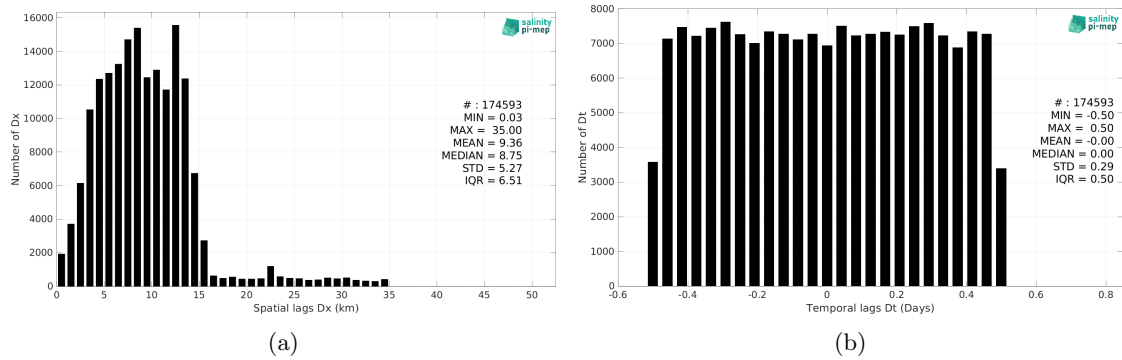 16000
14000
12000
10000
8000
6000
4000
2000
0
Number of Dx
0 5 10 15 20 25 30 35 40 45 50
Spatial lags Dx (km)
salinity
pi-mep
# : 174593
MIN = 0.03
MAX = 35.00
MEAN = 9.36
MEDIAN = 8.75
STD = 5.27
IQR = 6.51
(a)
8000
7000
6000
5000
4000
3000
2000
1000
0
Number of Dt
-0.6 -0.4 -0.2 0 0.2 0.4 0.6 0.8
Temporal lags Dt (Days)
salinity
pi-mep
# : 174593
MIN = -0.50
MAX = 0.50
MEAN = -0.00
MEDIAN = 0.00
STD = 0.29
IQR = 0.50
(b)